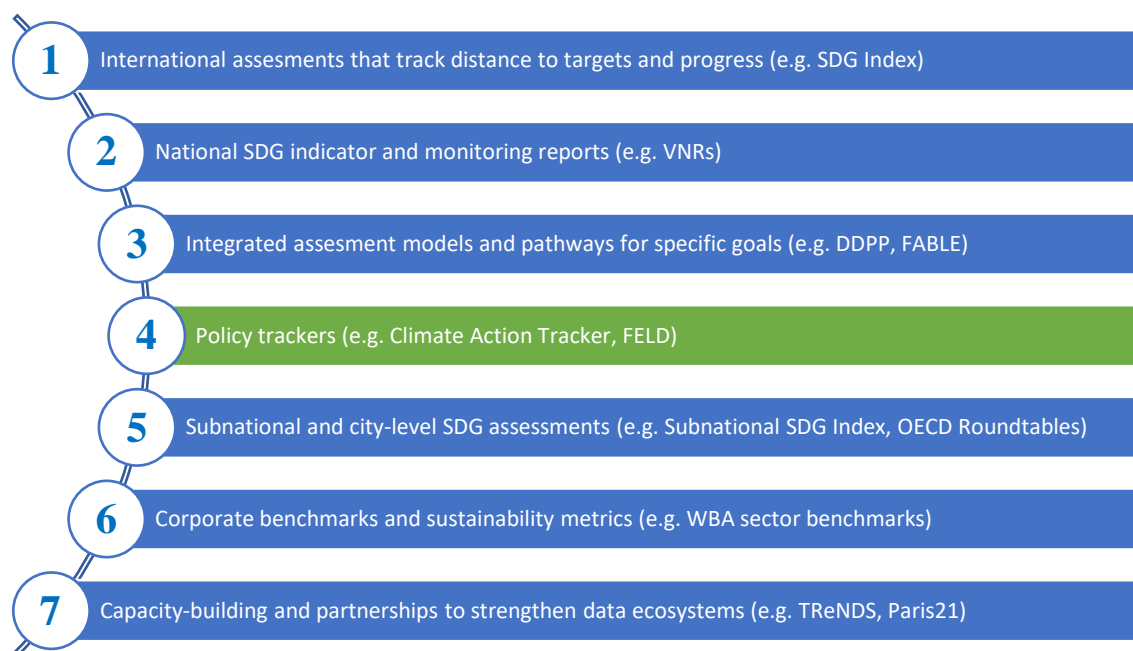 1
International assesments that track distance to targets and progress (e.g. SDG Index)
2
National SDG indicator and monitoring reports (e.g. VNRs)
3
Integrated assesment models and pathways for specific goals (e.g. DDPP, FABLE)
4
Policy trackers (e.g. Climate Action Tracker, FELD)
5
Subnational and city-level SDG assessments (e.g. Subnational SDG Index, OECD Roundtables)
6
Corporate benchmarks and sustainability metrics (e.g. WBA sector benchmarks)
7
Capacity-building and partnerships to strengthen data ecosystems (e.g. TReNDS, Paris21)